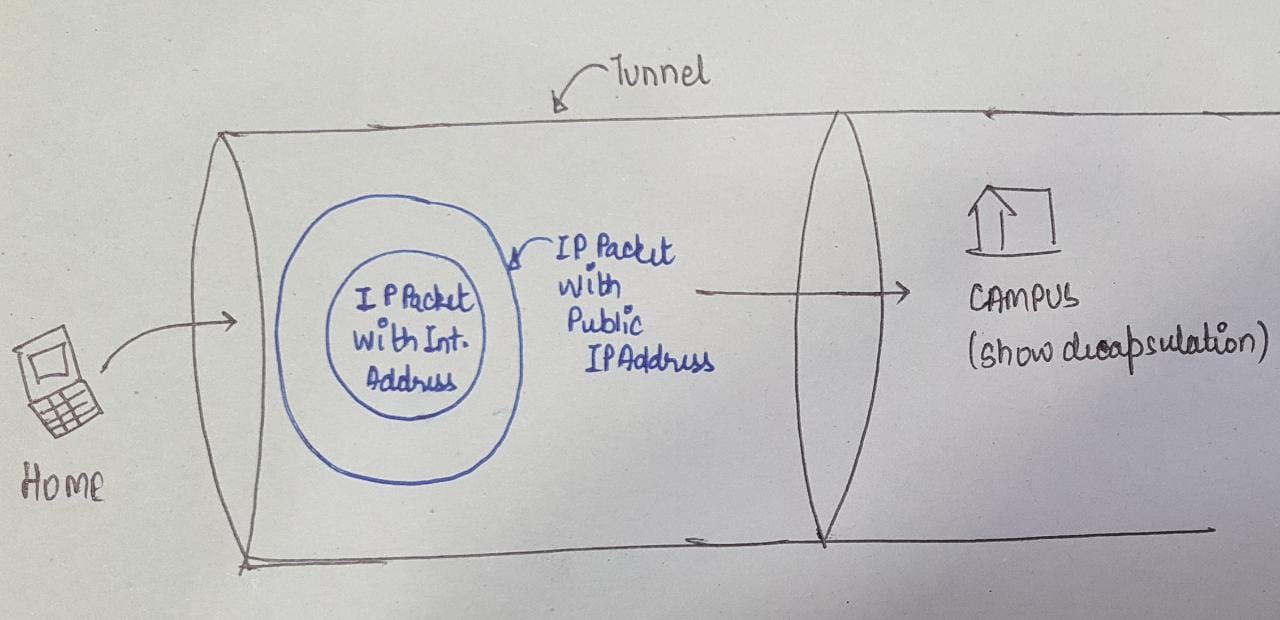 Tunnel
IP Packet
with Int.
Address
IP Packet
with
Public
IP Address
CAMPUS
(show decapsulation)
HOME